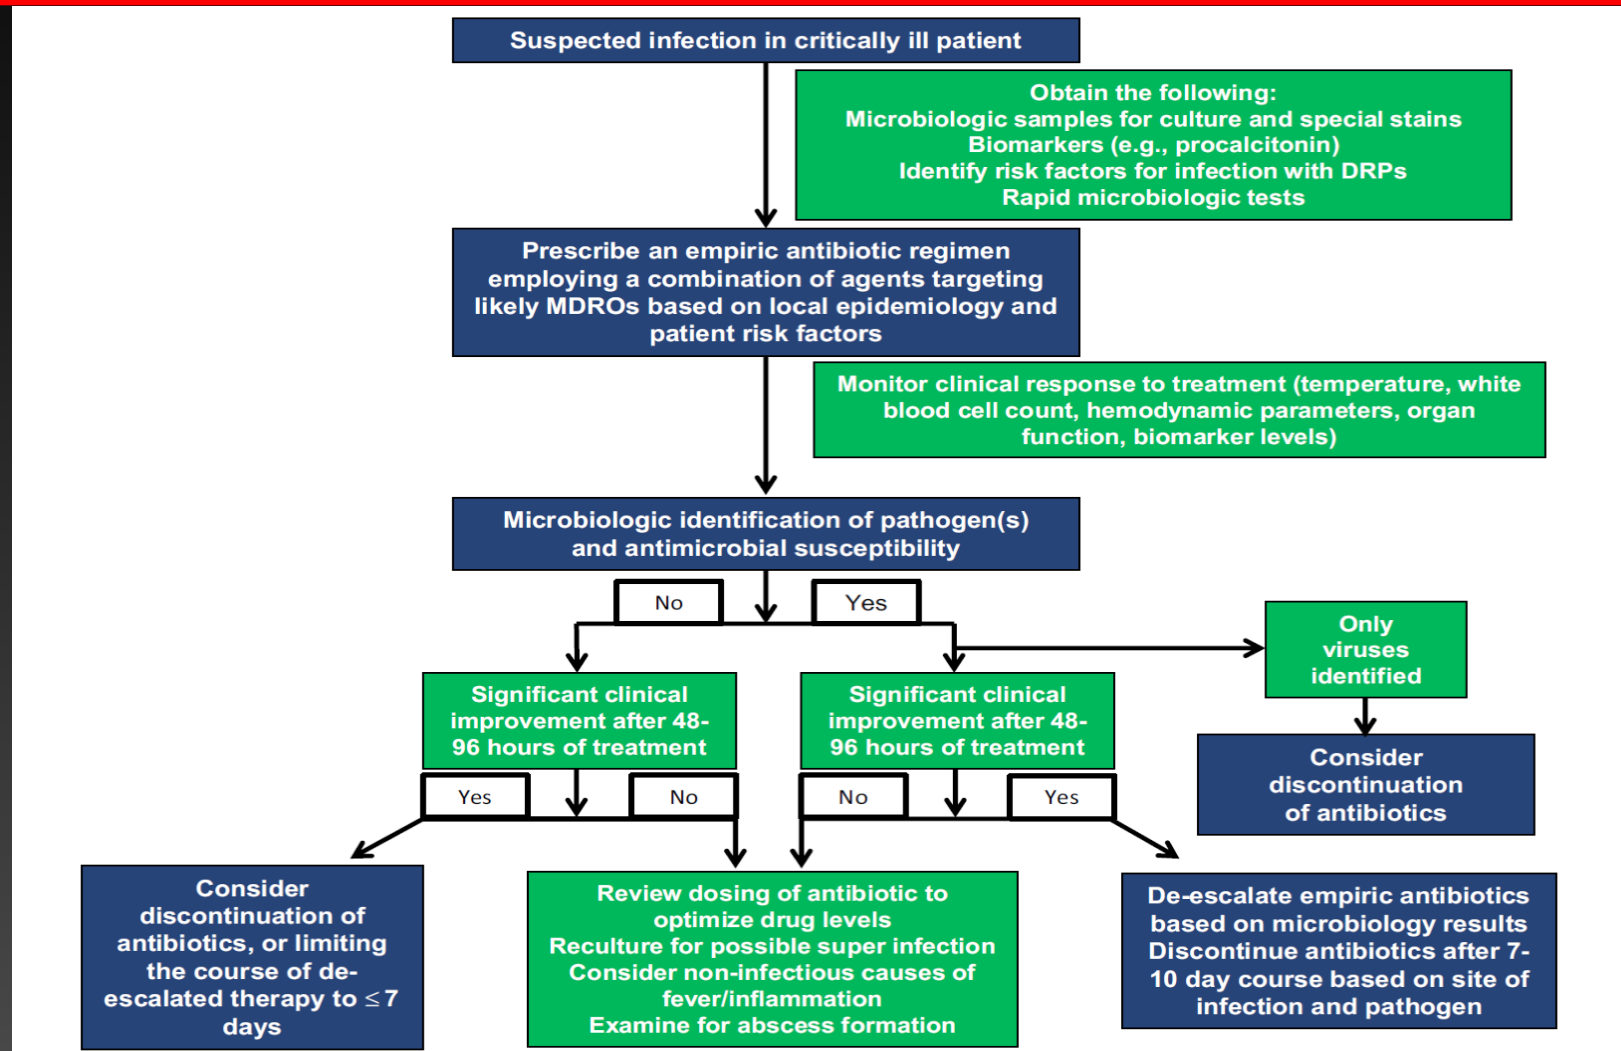 Suspected infection in critically ill patient
Obtain the following:
Microbiologic samples for culture and special stains
Biomarkers (e.g., procalcitonin)
Identify risk factors for infection with DRPs
Rapid microbiologic tests
Prescribe an empiric antibiotic regimen
employing a combination of agents targeting
likely MDROs based on local epidemiology and
patient risk factors
Monitor clinical response to treatment (temperature, white
blood cell count, hemodynamic parameters, organ
function, biomarker levels)
Microbiologic identification of pathogen(s)
and antimicrobial susceptibility
No
Yes
Only
viruses
identified
Significant clinical
improvement after 48-
96 hours of treatment
Significant clinical
improvement after 48-
96 hours of treatment
Consider
discontinuation
of antibiotics
Yes
No
No
Yes
Consider
discontinuation of
antibiotics, or limiting
the course of de-
escalated therapy to ≤ 7
days
Review dosing of antibiotic to
optimize drug levels
Reculture for possible super infection
Consider non-infectious causes of
fever/inflammation
Examine for abscess formation
De-escalate empiric antibiotics
based on microbiology results
Discontinue antibiotics after 7-
10 day course based on site of
infection and pathogen